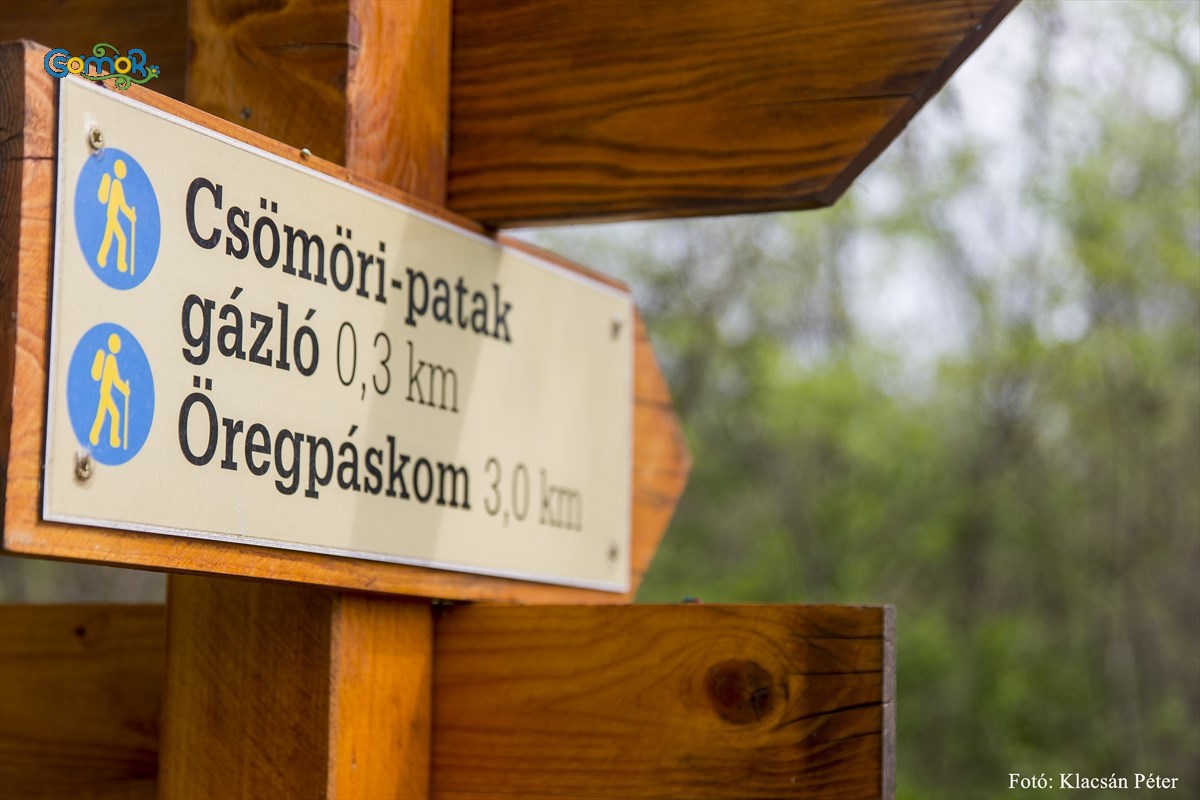 GömöR
Csömöri-patak
gázló 0,3 km
Öregpáskom 3,0 km
Fotó: Klacsán Péter